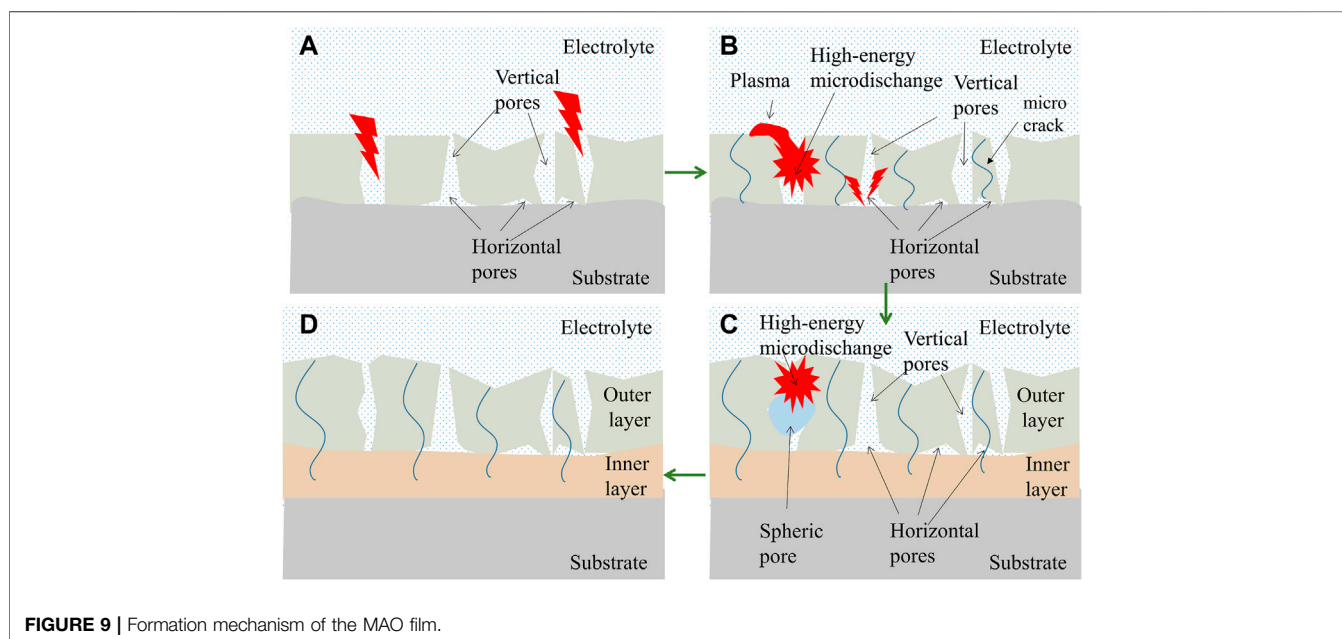 A
Electrolyte
Vertical
pores
Horizontal
pores
Substrate
B
Electrolyte
High-energy
microdischange
Plasma
Vertical
pores
micro
crack
Horizontal
pores
Substrate
D
Electrolyte
Outer
layer
Inner
layer
Substrate
C
High-energy
microdischange
Electrolyte
Vertical
pores
Outer
layer
Inner
layer
Spheric
pore
Horizontal
pores
Substrate
FIGURE 9 | Formation mechanism of the MAO film.